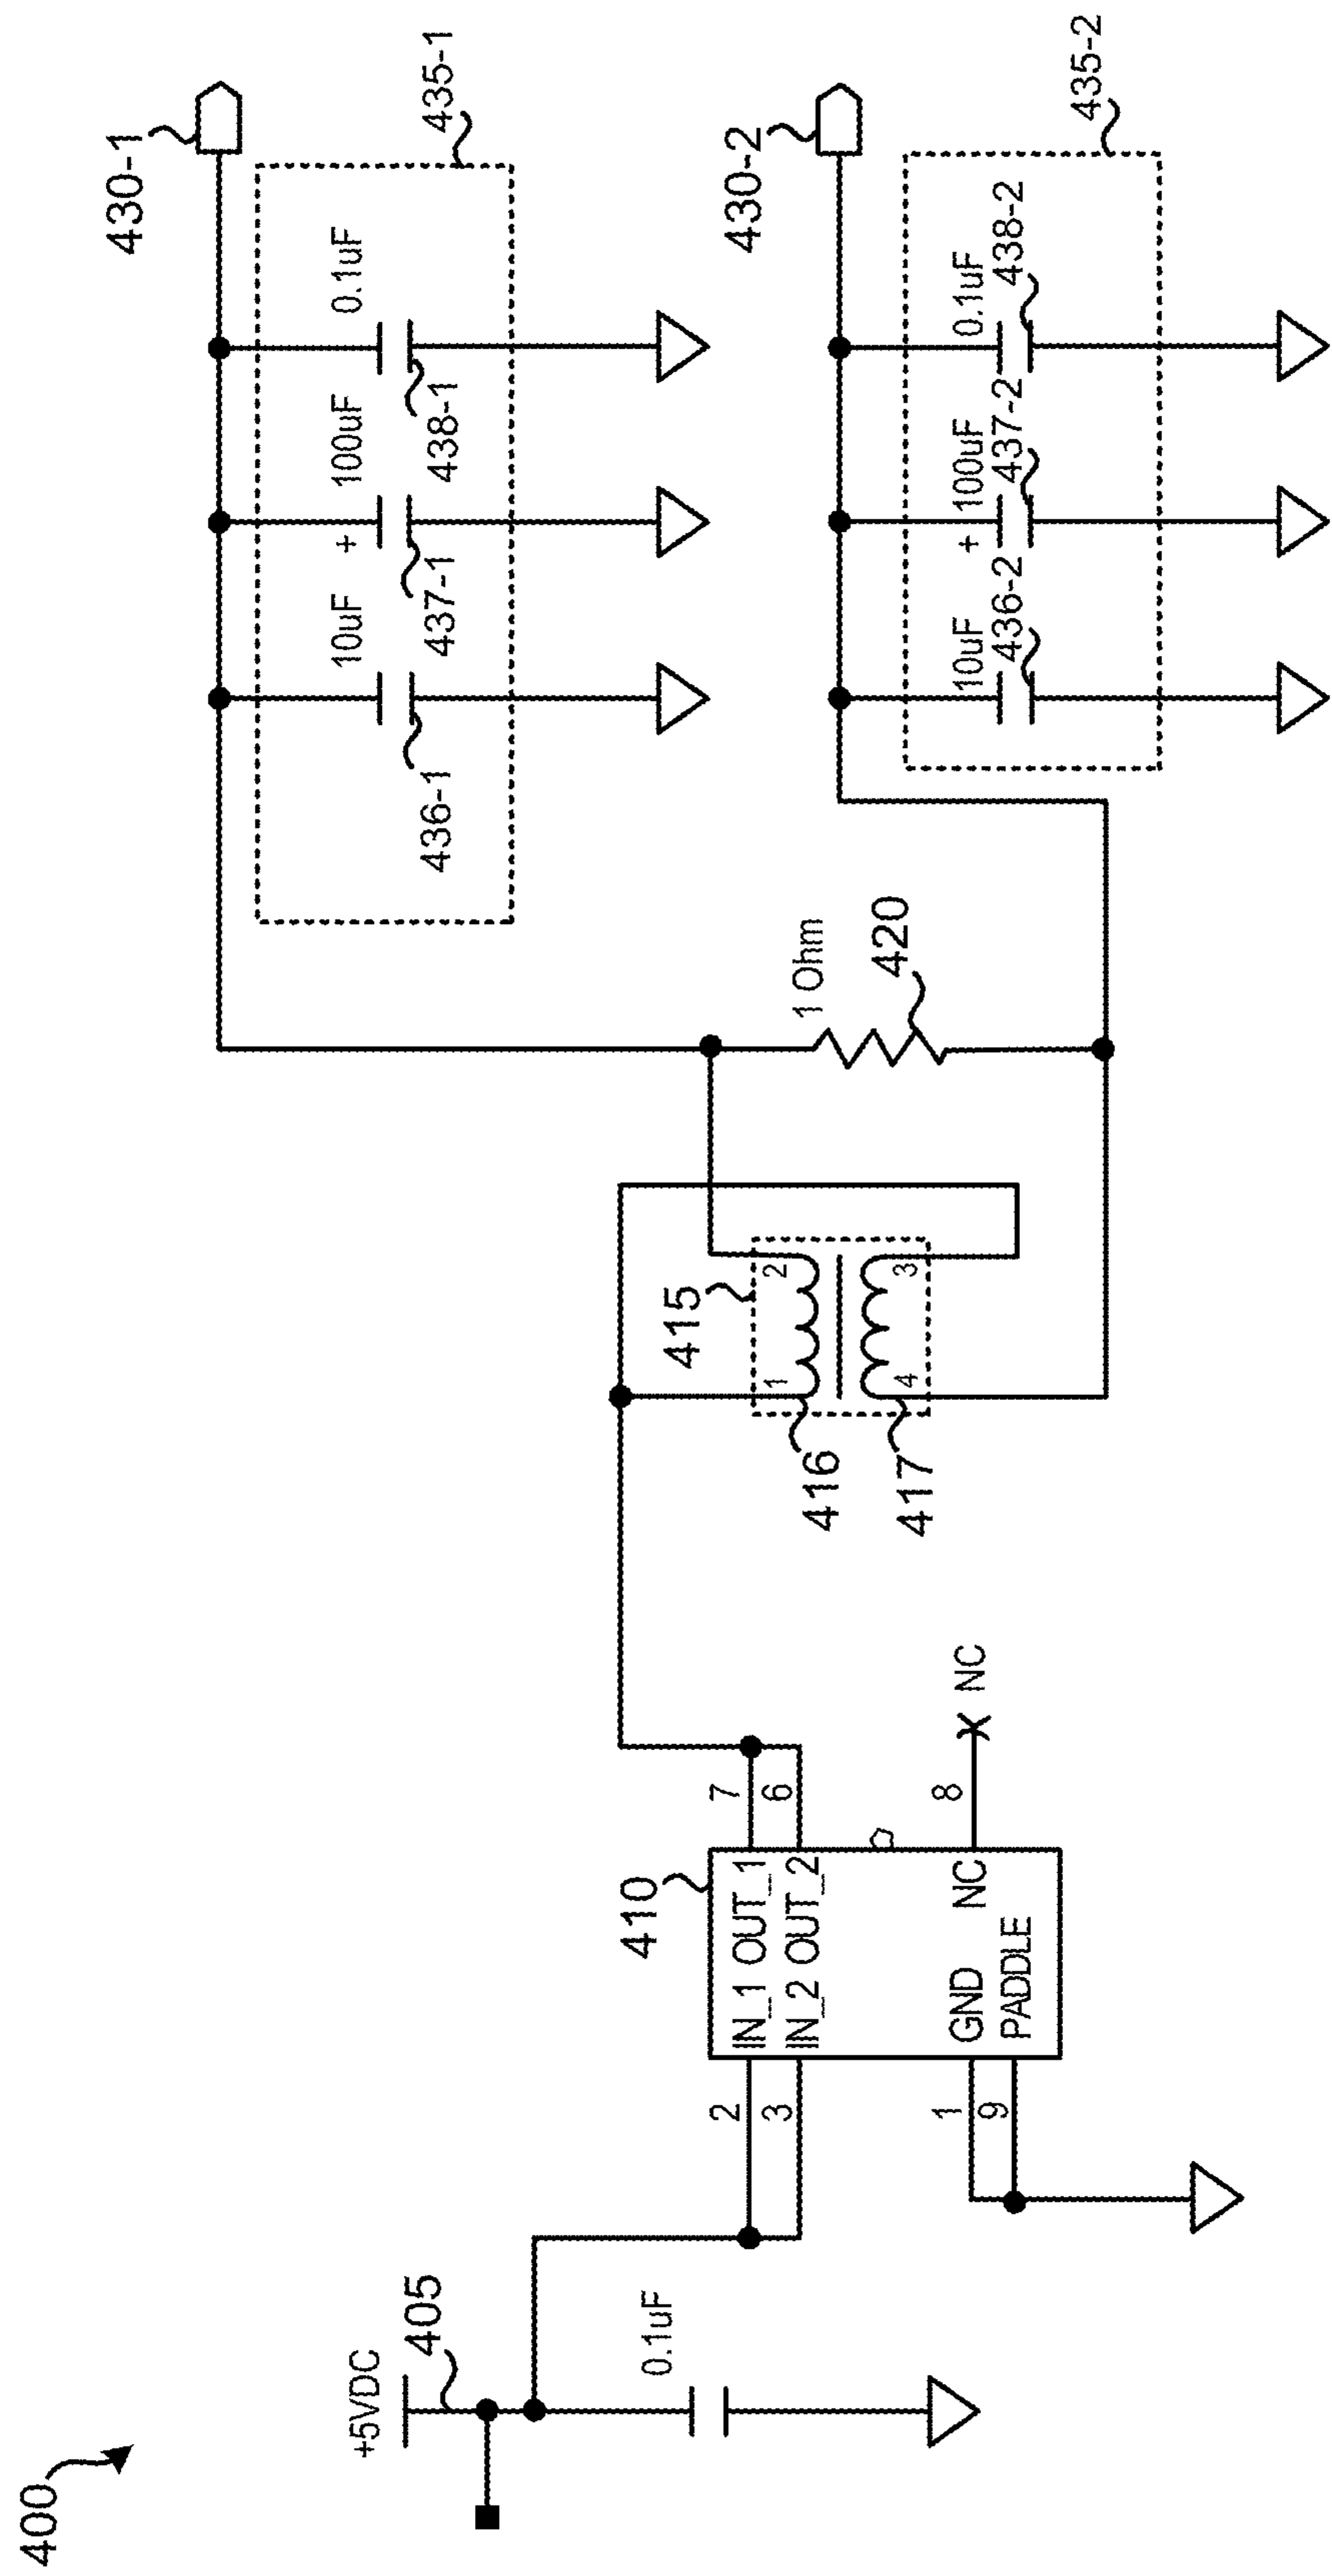 400
+5VDC
405
0.1uF
410
2
3
1
9
IN_1 OUT_1
IN_2 OUT_2
GND NC
PADDLE
7
6
8
NC
415
416
417
1
2
3
4
1 Ohm
420
430-1
435-1
10uF
+
100uF
0.1uF
436-1
437-1
438-1
430-2
435-2
10uF
+
100uF
0.1uF
436-2
437-2
438-2